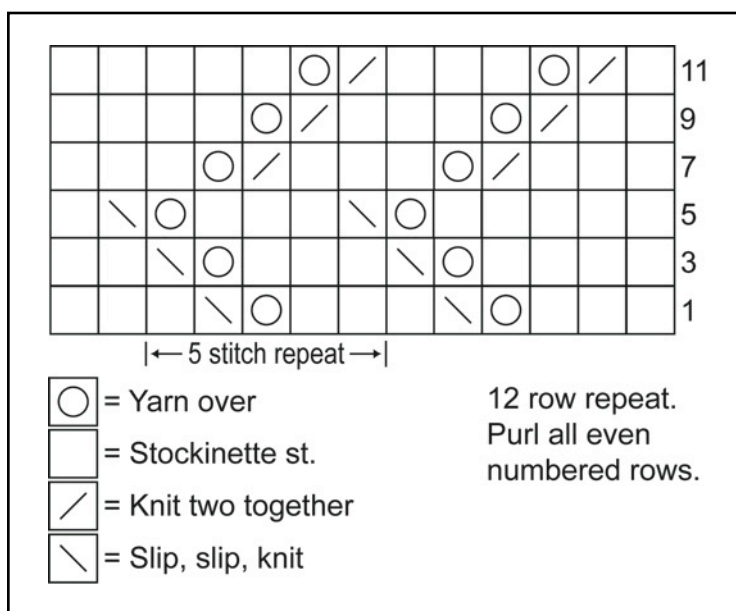 11
9
7
5
3
1
5 stitch repeat
= Yarn over
= Stockinette st.
= Knit two together
= Slip, slip, knit
12 row repeat.
Purl all even
numbered rows.